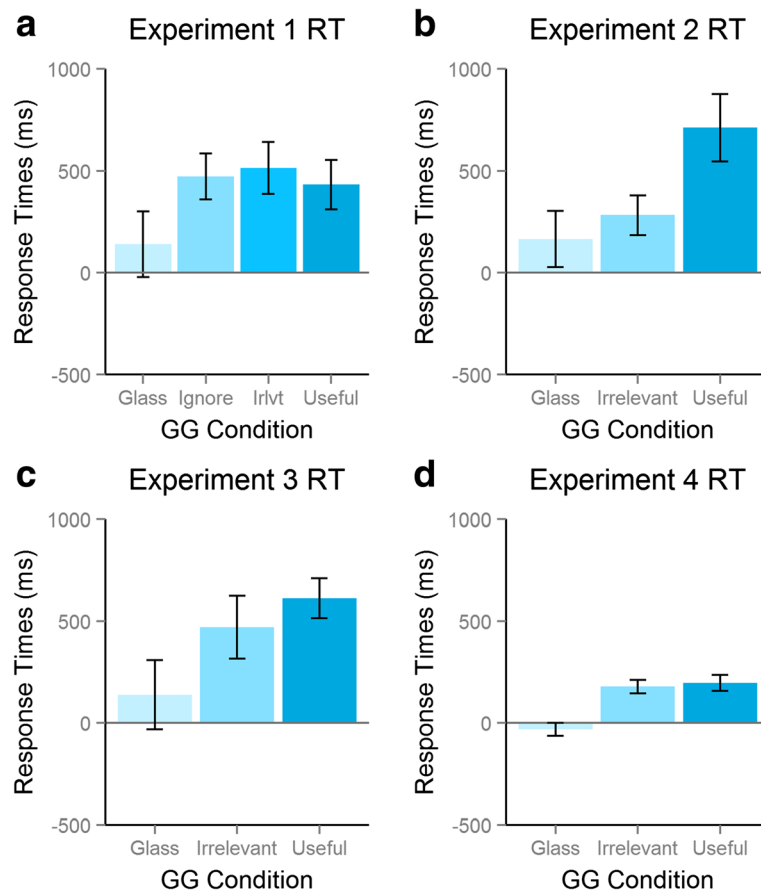 a
Experiment 1 RT
Response Times (ms)
1000
500
0
-500
Glass Ignore Irlvt Useful
GG Condition
b
Experiment 2 RT
Response Times (ms)
1000
500
0
-500
Glass Irrelevant Useful
GG Condition
c
Experiment 3 RT
Response Times (ms)
1000
500
0
-500
Glass Irrelevant Useful
GG Condition
d
Experiment 4 RT
Response Times (ms)
1000
500
0
-500
Glass Irrelevant Useful
GG Condition